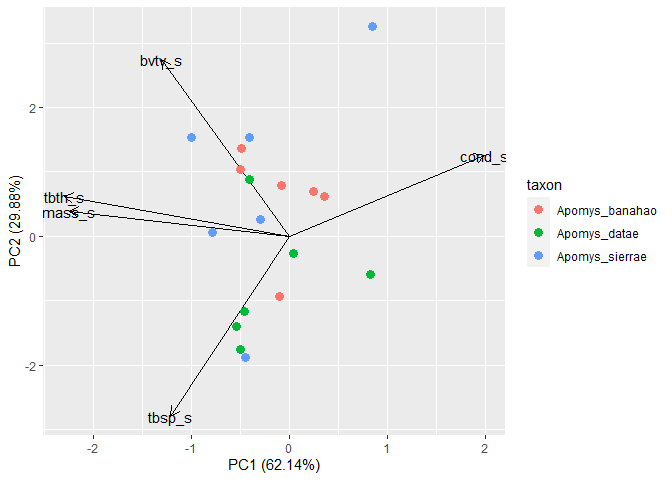 bvtv_s
2
cond_s
tbth_s
mass_s
0
-2
tbsp_s
-2
-1
0
1
2
PC1 (62.14%)
PC2 (29.88%)
taxon
Apomys_banahao
Apomys_datae
Apomys_sierrae